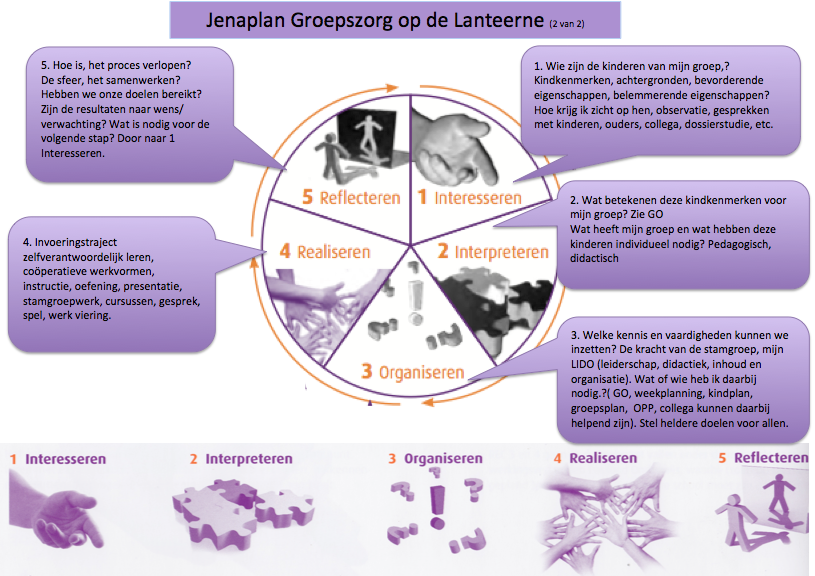 Jenaplan Groepszorg op de Lanteerne (2 van 2)
5. Hoe is, het proces verlopen?
De sfeer, het samenwerken?
Hebben we onze doelen bereikt?
Zijn de resultaten naar wens/
verwachting? Wat is nodig voor de
volgende stap? Door naar 1
Interesseren.
1. Wie zijn de kinderen van mijn groep,?
Kindkenmerken, achtergronden, bevorderende
eigenschappen, belemmerende eigenschappen?
Hoe krijg ik zicht op hen, observatie, gesprekken
met kinderen, ouders, collega, dossierstudie, etc.
5 Reflecteren
1 Interesseren
2. Wat betekenen deze kindkenmerken voor
mijn groep? Zie GO
Wat heeft mijn groep en wat hebben deze
kinderen individueel nodig? Pedagogisch,
didactisch
4. Invoeringstraject
zelfverantwoordelijk leren,
coöperatieve werkvormen,
instructie, oefening, presentatie,
stamgroepwerk, cursussen, gesprek,
spel, werk viering.
4 Realiseren
2 Interpreteren
3 Organiseren
3. Welke kennis en vaardigheden kunnen we
inzetten? De kracht van de stamgroep, mijn
LIDO (leiderschap, didactiek, inhoud en
organisatie). Wat of wie heb ik daarbij
nodig.?( GO, weekplanning, kindplan,
groepsplan, OPP, collega kunnen daarbij
helpend zijn). Stel heldere doelen voor allen.
1 Interesseren
2 Interpreteren
3 Organiseren
4 Realiseren
5 Reflecteren